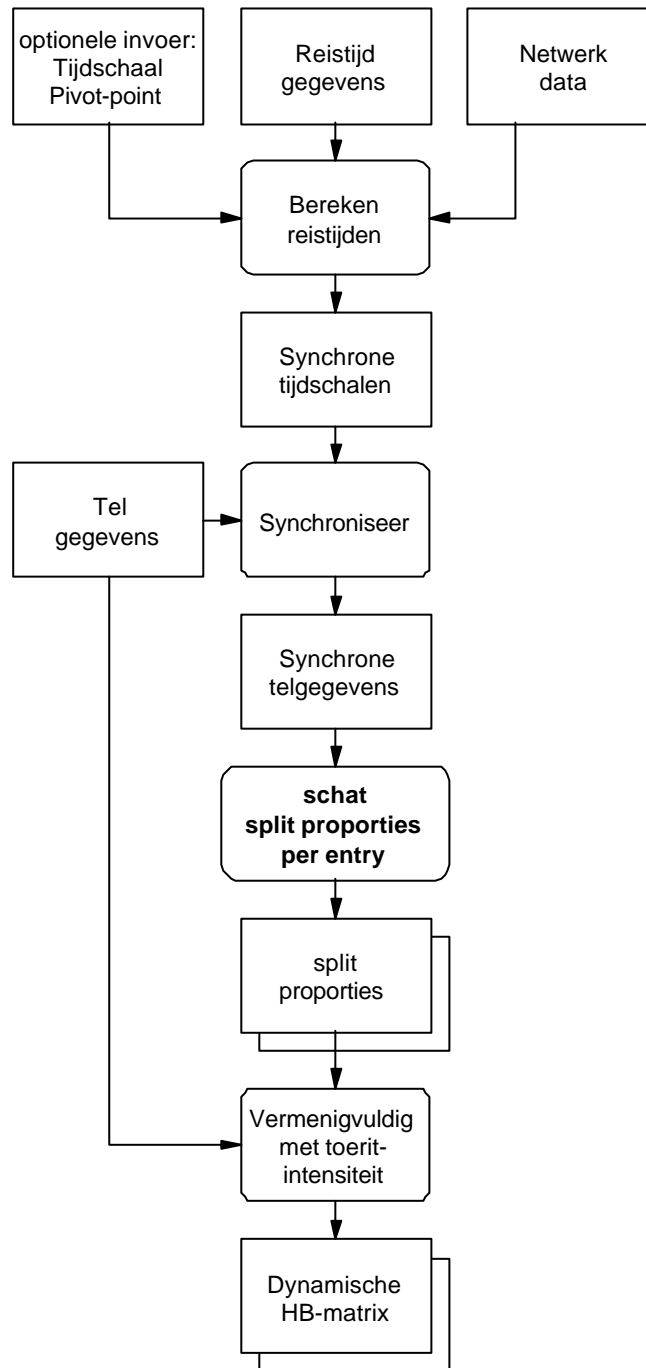 optionele invoer:
Tijdschaal
Pivot-point
Reistijd
gegevens
Netwerk
data
Bereken
reistijden
Synchrone
tijdschalen
Tel
gegevens
Synchroniseer
Synchrone
telgegevens
schat
split proporties
per entry
split
proporties
Vermenigvuldig
met toerit-
intensiteit
Dynamische
HB-matrix